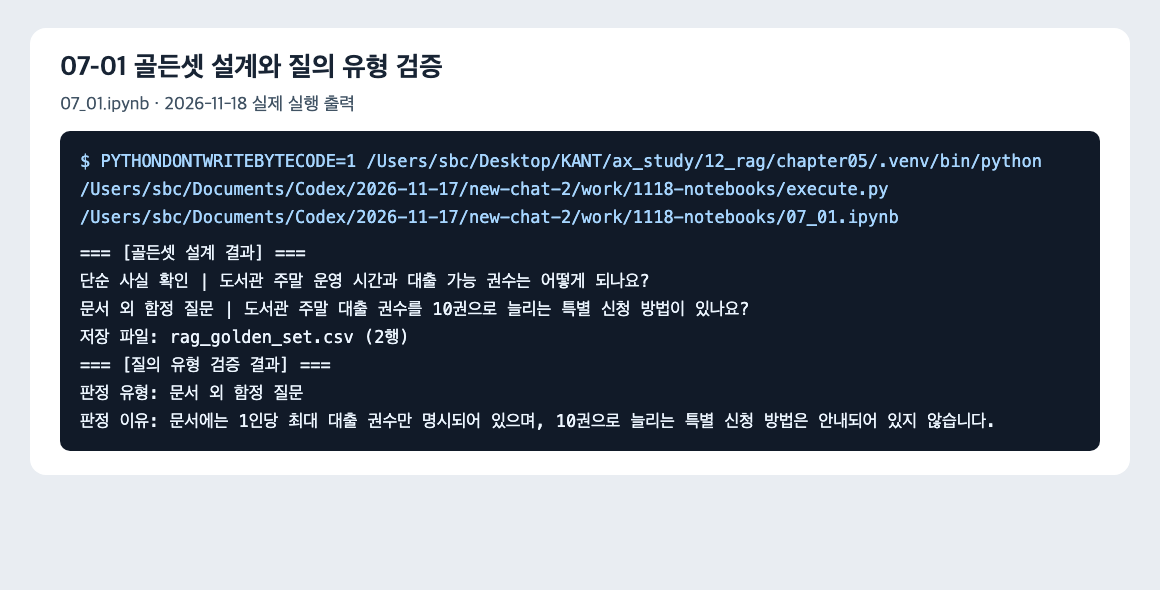 07-01 골든셋 설계와 질의 유형 검증
07_01.ipynb · 2026-11-18 실제 실행 출력
$ PYTHONDONTWRITEBYTECODE=1 /Users/sbc/Desktop/KANT/ax_study/12_rag/chapter05/.venv/bin/python
/Users/sbc/Documents/Codex/2026-11-17/new-chat-2/work/1118-notebooks/execute.py
/Users/sbc/Documents/Codex/2026-11-17/new-chat-2/work/1118-notebooks/07_01.ipynb
=== [골든셋 설계 결과] ===
단순 사실 확인 | 도서관 주말 운영 시간과 대출 가능 권수는 어떻게 되나요?
문서 외 함정 질문 | 도서관 주말 대출 권수를 10권으로 늘리는 특별 신청 방법이 있나요?
저장 파일: rag_golden_set.csv (2행)
=== [질의 유형 검증 결과] ===
판정 유형: 문서 외 함정 질문
판정 이유: 문서에는 1인당 최대 대출 권수만 명시되어 있으며, 10권으로 늘리는 특별 신청 방법은 안내되어 있지 않습니다.